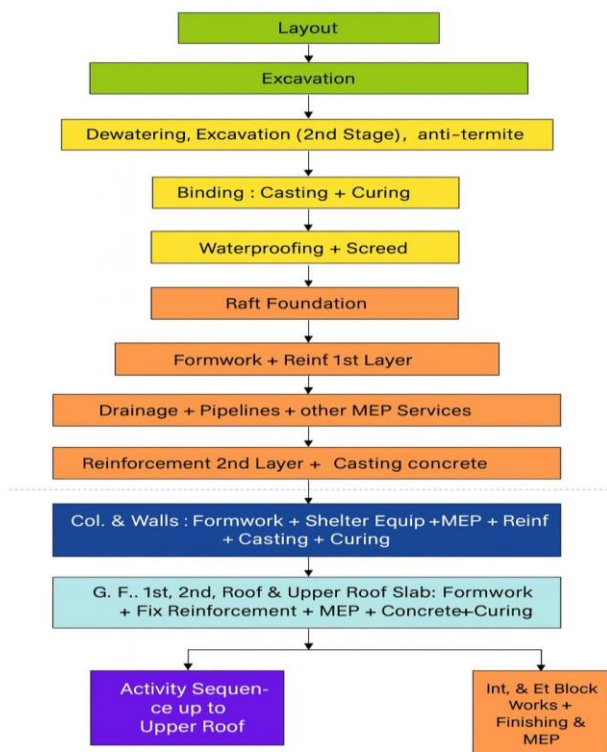 Layout
Excavation
Dewatering, Excavation (2nd Stage), anti-termite
Binding : Casting + Curing
Waterproofing + Screed
Raft Foundation
Formwork + Reinf. 1st Layer
Drainage + Pipelines + other MEP Services
Reinforcement 2nd Layer + Casting concrete
Col. & Walls : Formwork + Shelter Equip +MEP + Reinf
+ Casting + Curing
G. F.. 1st, 2nd, Roof & Upper Roof Slab: Formwork
+ Fix Reinforcement + MEP + Concrete+Curing
Activity Sequen-
ce up to
Upper Roof
Int, & Et Block
Works +
Finishing &
MEP